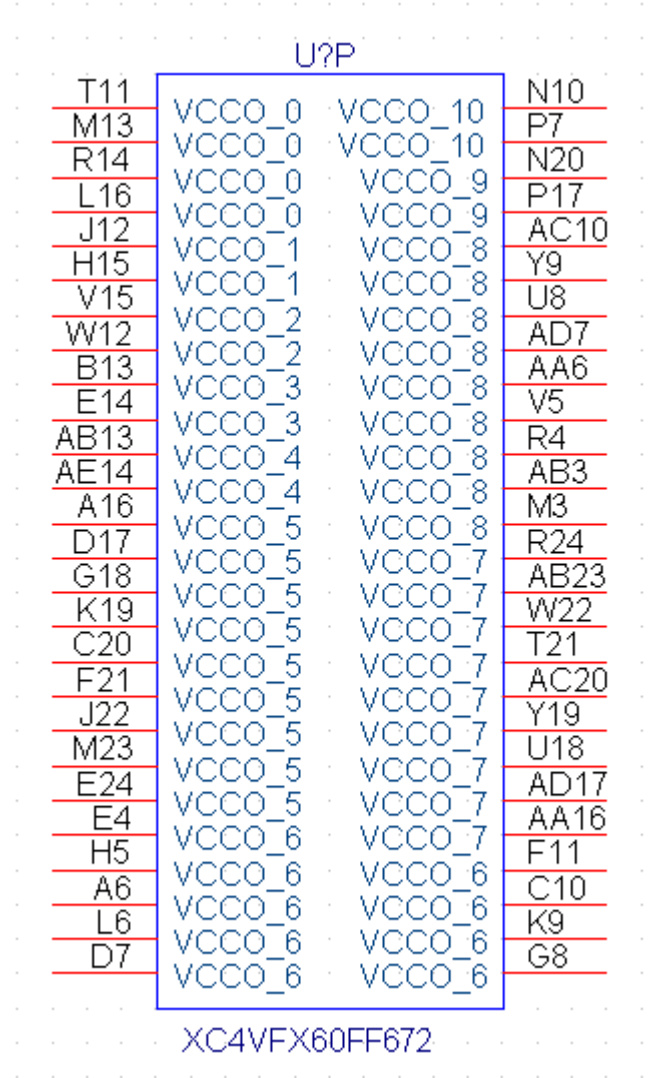 U?P
T11 VCCO_0 VCCO_10 N10
M13 VCCO_0 VCCO_10 P7
R14 VCCO_0 VCCO_9 N20
L16 VCCO_0 VCCO_9 P17
J12 VCCO_1 VCCO_8 AC10
H15 VCCO_1 VCCO_8 Y9
V15 VCCO_2 VCCO_8 U8
W12 VCCO_2 VCCO_8 AD7
B13 VCCO_3 VCCO_8 AA6
E14 VCCO_3 VCCO_8 V5
AB13 VCCO_4 VCCO_8 R4
AE14 VCCO_4 VCCO_8 AB3
A16 VCCO_5 VCCO_8 M3
D17 VCCO_5 VCCO_7 R24
G18 VCCO_5 VCCO_7 AB23
K19 VCCO_5 VCCO_7 W22
C20 VCCO_5 VCCO_7 T21
F21 VCCO_5 VCCO_7 AC20
J22 VCCO_5 VCCO_7 Y19
M23 VCCO_5 VCCO_7 U18
E24 VCCO_5 VCCO_7 AD17
E4 VCCO_6 VCCO_7 AA16
H5 VCCO_6 VCCO_6 F11
A6 VCCO_6 VCCO_6 C10
L6 VCCO_6 VCCO_6 K9
D7 VCCO_6 VCCO_6 G8
XC4VFX60FF672